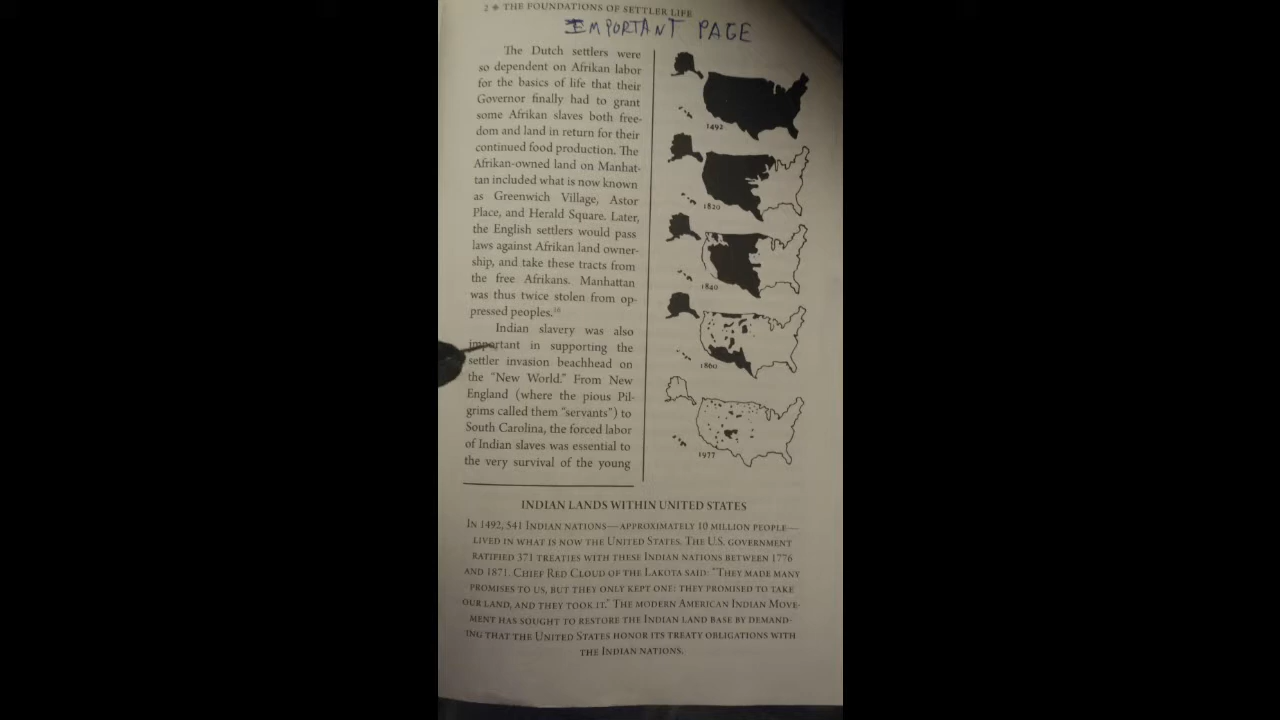 2 ❖ THE FOUNDATIONS OF SETTLER LIFE
IMPORTANT PAGE
The Dutch settlers were
so dependent on Afrikan labor
for the basics of life that their
Governor finally had to grant
some Afrikan slaves both free-
dom and land in return for their
continued food production. The
Afrikan-owned land on Manhat-
tan included what is now known
as Greenwich Village, Astor
Place, and Herald Square. Later,
the English settlers would pass
laws against Afrikan land owner-
ship, and take these tracts from
the free Afrikans. Manhattan
was thus twice stolen from op-
pressed peoples.
Indian slavery was also
important in supporting the
settler invasion beachhead on
the “New World.” From New
England (where the pious Pil-
grims called them “servants”) to
South Carolina, the forced labor
of Indian slaves was essential to
the very survival of the young
1492
1820
1840
1860
1977
INDIAN LANDS WITHIN UNITED STATES
IN 1492, 541 INDIAN NATIONS—APPROXIMATELY 10 MILLION PEOPLE—
LIVED IN WHAT IS NOW THE UNITED STATES. THE U.S. GOVERNMENT
RATIFIED 371 TREATIES WITH THESE INDIAN NATIONS BETWEEN 1776
AND 1871. CHIEF RED CLOUD OF THE LAKOTA SAID: “THEY MADE MANY
PROMISES TO US, BUT THEY ONLY KEPT ONE: THEY PROMISED TO TAKE
OUR LAND, AND THEY TOOK IT.” THE MODERN AMERICAN INDIAN MOVE-
MENT HAS SOUGHT TO RESTORE THE INDIAN LAND BASE BY DEMAND-
ING THAT THE UNITED STATES HONOR ITS TREATY OBLIGATIONS WITH
THE INDIAN NATIONS.